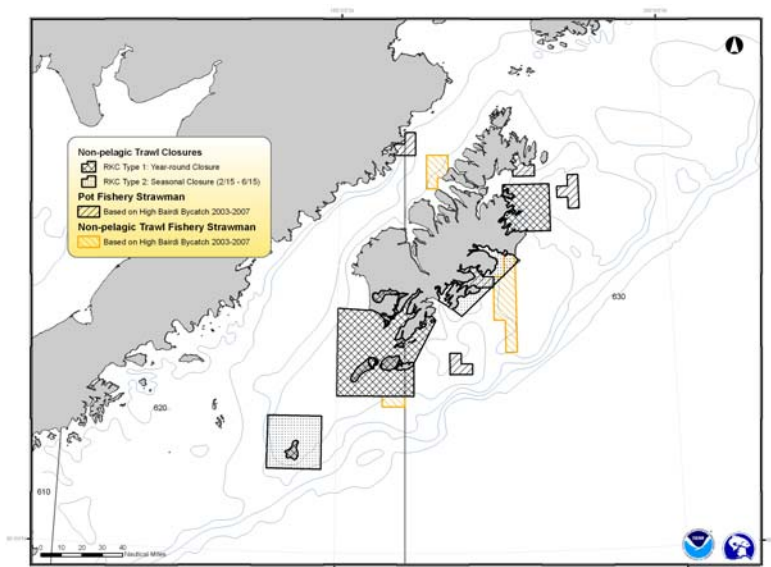 Non-pelagic Trawl Closures
RKC Type 1: Year-round Closure
RKC Type 2: Seasonal Closure (2/15 - 6/15)
Pot Fishery Strawman
Based on High Bairdi Bycatch 2003-2007
Non-pelagic Trawl Fishery Strawman
Based on High Bairdi Bycatch 2003-2007
630
620
610
0 10 20 30 40
Nautical Miles